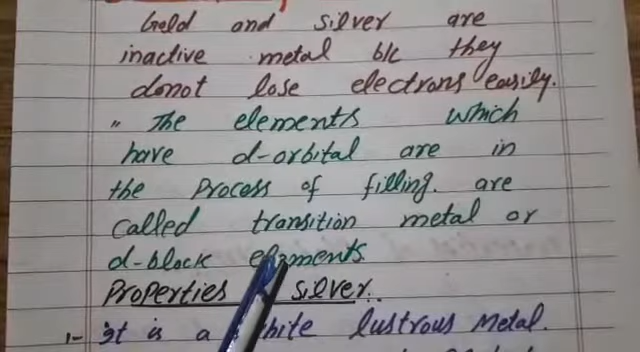 Gold and silver are
inactive metal b/c they
donot lose electrons easily.
" The elements which
have d-orbital are in
the process of filling. are
called transition metal or
d-block elements
Properties silver..
1- it is a white lustrous metal.